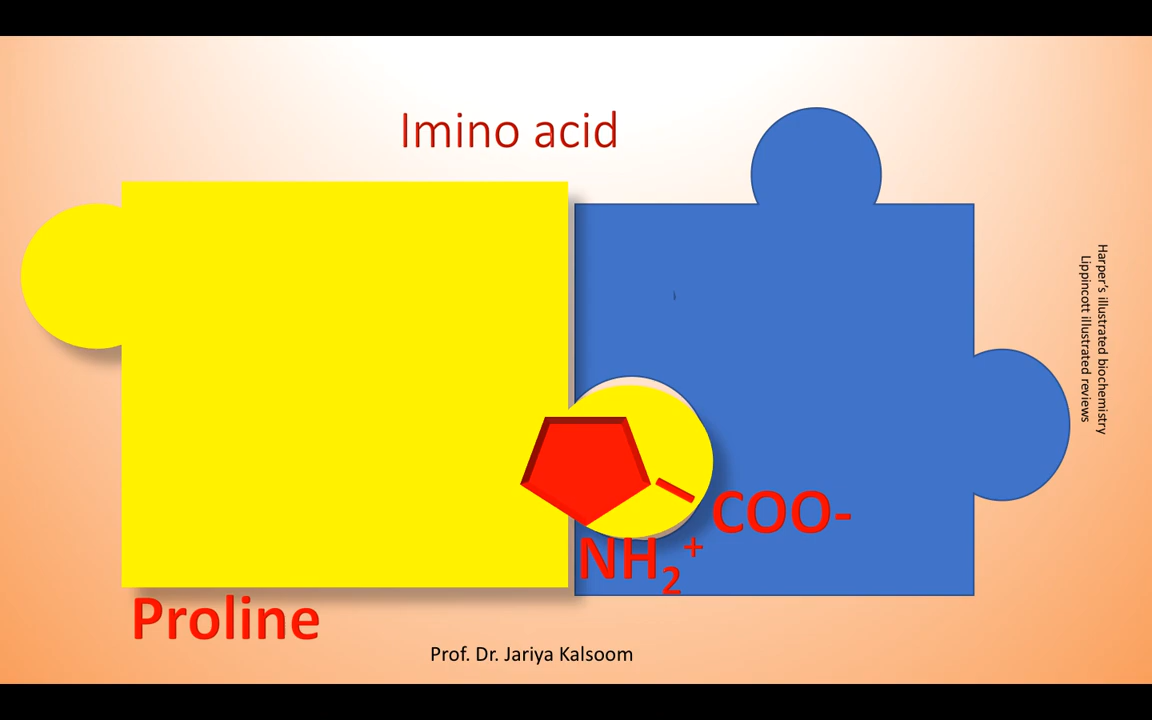 Imino acid
Harper's illustrated biochemistry
Lippincott illustrated reviews
COO-
NH₂⁺
Proline
Prof. Dr. Jariya Kalsoom